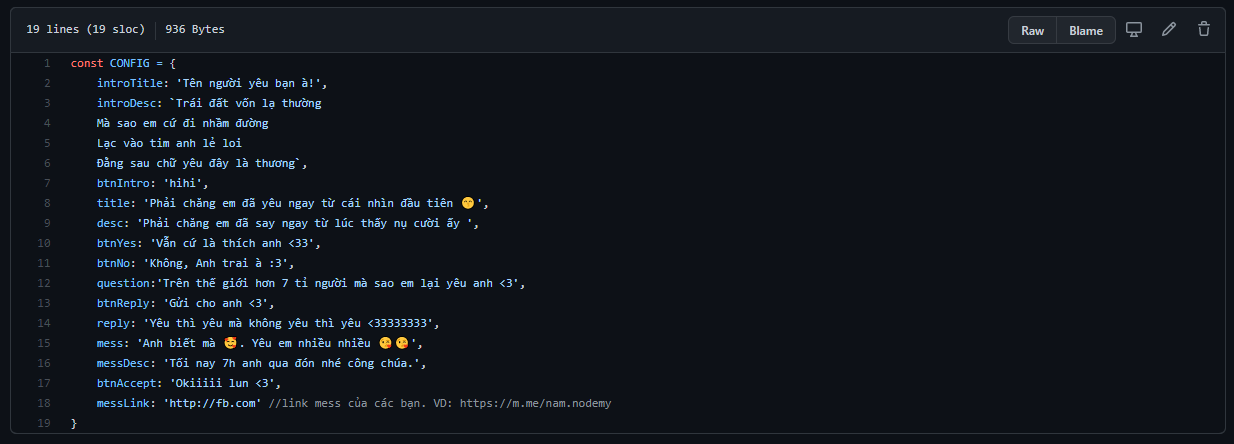 19 lines (19 sloc) 936 Bytes Raw Blame
1 const CONFIG = {
2 introTitle: 'Tên người yêu bạn à!',
3 introDesc: `Trái đất vốn lạ thường
4 Mà sao em cứ đi nhầm đường
5 Lạc vào tim anh lẻ loi
6 Đằng sau chữ yêu đây là thương`,
7 btnIntro: 'hihi',
8 title: 'Phải chăng em đã yêu ngay từ cái nhìn đầu tiên 😙',
9 desc: 'Phải chăng em đã say ngay từ lúc thấy nụ cười ấy ',
10 btnYes: 'Vẫn cứ là thích anh <33',
11 btnNo: 'Không, Anh trai à :3',
12 question:'Trên thế giới hơn 7 tỉ người mà sao em lại yêu anh <3',
13 btnReply: 'Gửi cho anh <3',
14 reply: 'Yêu thì yêu mà không yêu thì yêu <33333333',
15 mess: 'Anh biết mà 🥰. Yêu em nhiều nhiều 😘😘',
16 messDesc: 'Tối nay 7h anh qua đón nhé công chúa.',
17 btnAccept: 'Okiiiii lun <3',
18 messLink: 'http://fb.com' //link mess của các bạn. VD: https://m.me/nam.nodemy
19 }